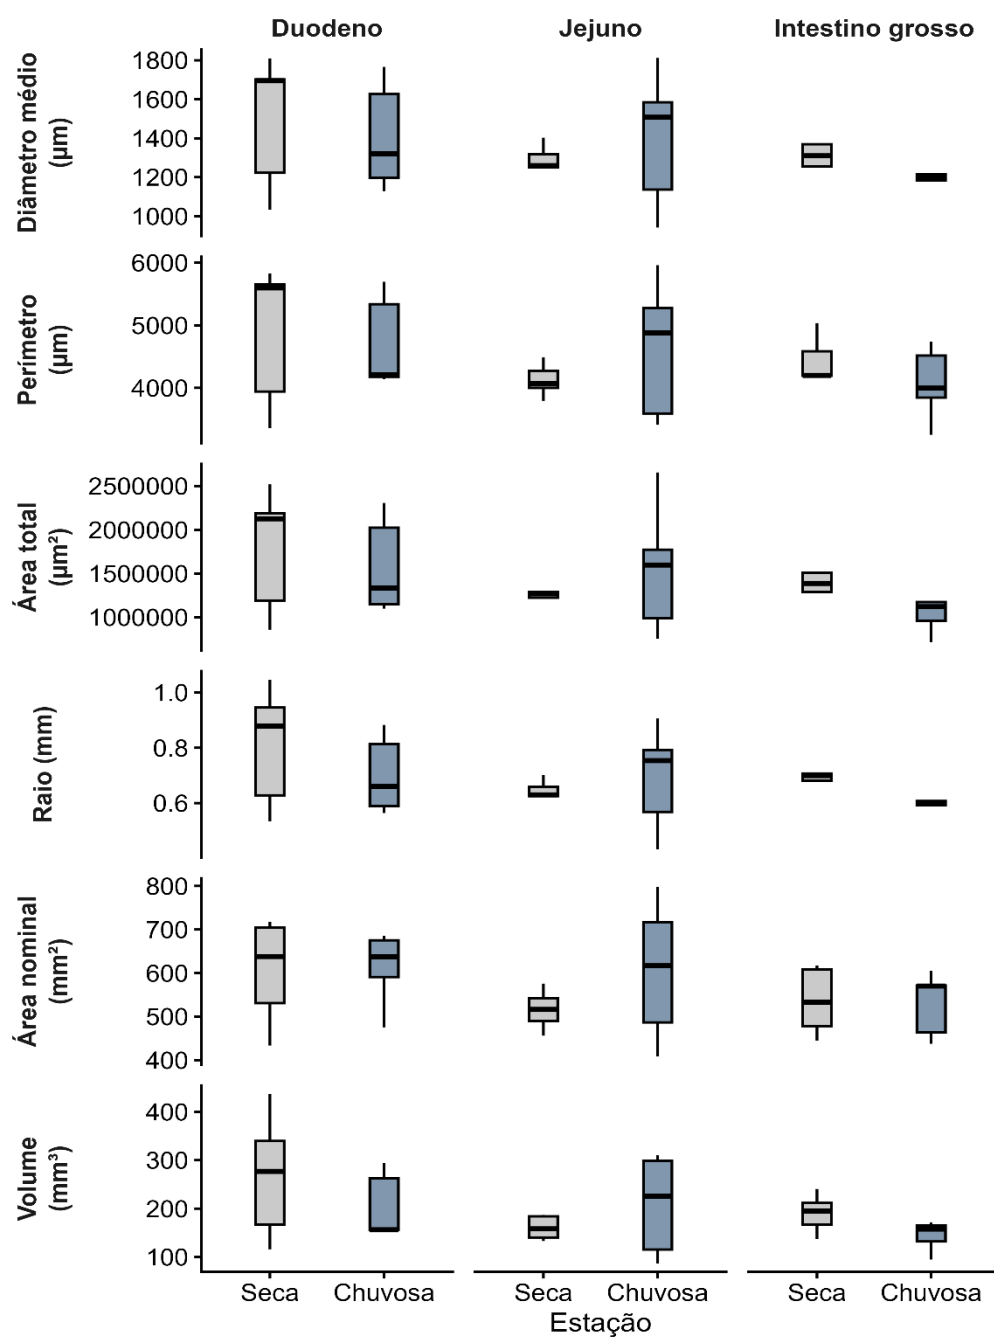 Duodeno Jejuno Intestino grosso
Diâmetro médio
(µm)
1800
1600
1400
1200
1000
Perímetro
(µm)
6000
5000
4000
Área total
(µm²)
2500000
2000000
1500000
1000000
Raio (mm)
1.0
0.8
0.6
Área nominal
(mm²)
800
700
600
500
400
Volume
(mm³)
400
300
200
100
Seca Chuvosa Seca Chuvosa Seca Chuvosa
Estação